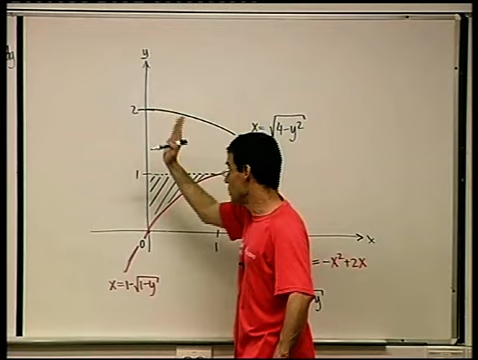 y
2
x=√(4-y²)
1
0
1
x
= -x²+2x
x=1-√(1-y)